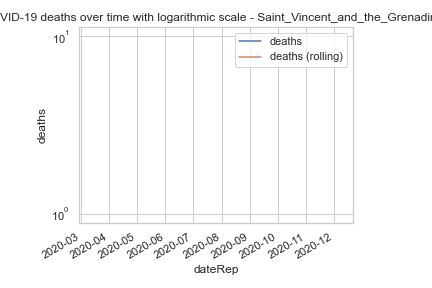 VID-19 deaths over time with logarithmic scale - Saint_Vincent_and_the_Grenadin
10¹
deaths
deaths (rolling)
deaths
10⁰
2020-03
2020-04
2020-05
2020-06
2020-07
2020-08
2020-09
2020-10
2020-11
2020-12
dateRep